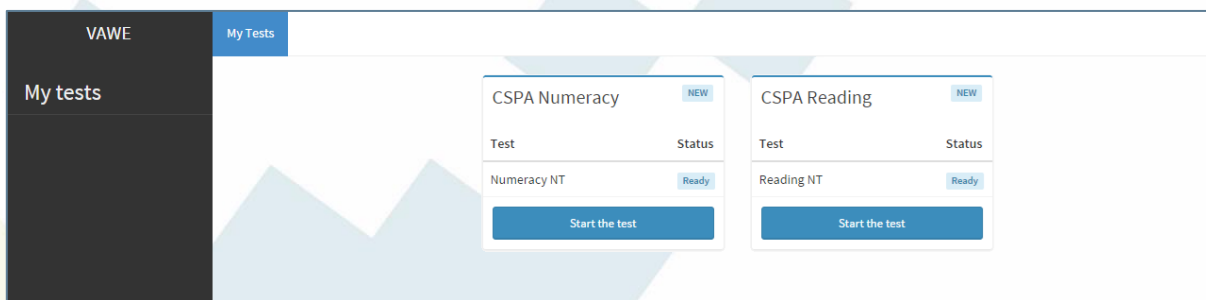 VAWE
My Tests
My tests
CSPA Numeracy NEW
Test Status
Numeracy NT Ready
Start the test
CSPA Reading NEW
Test Status
Reading NT Ready
Start the test